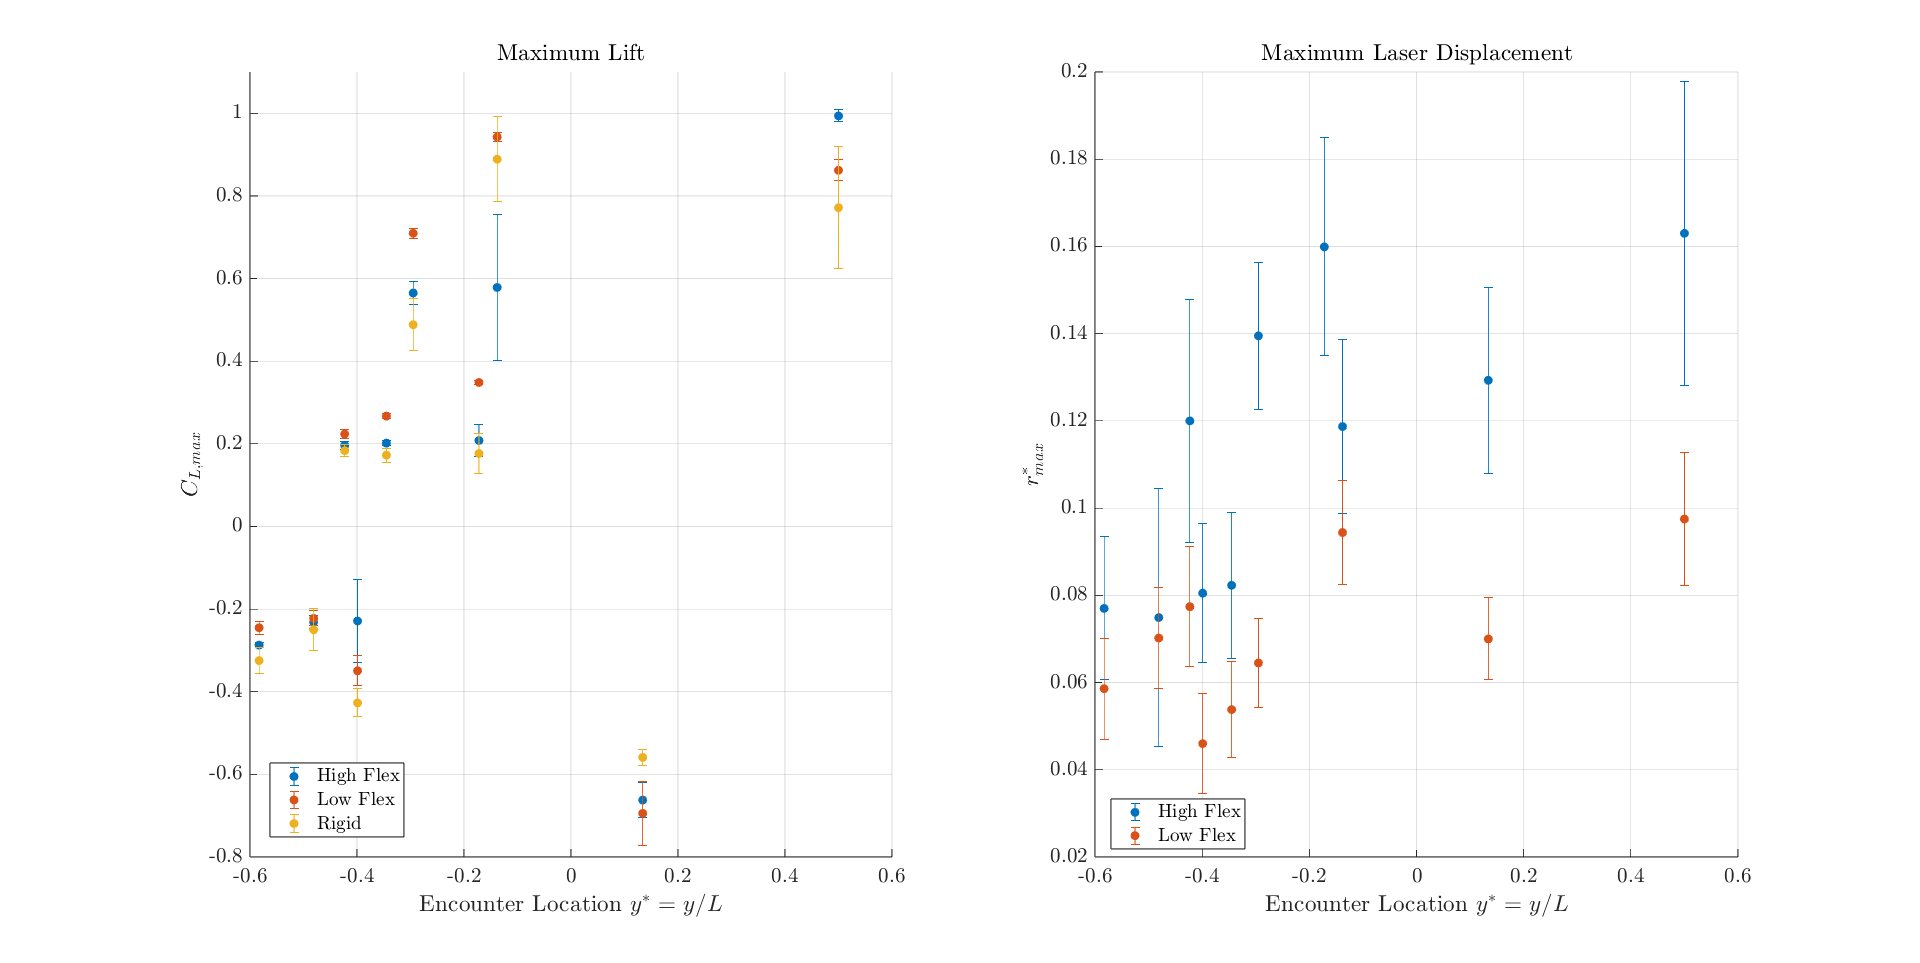 Maximum Lift
1
0.8
0.6
0.4
0.2
0
-0.2
-0.4
-0.6
-0.8
C_{L,max}
High Flex
Low Flex
Rigid
-0.6 -0.4 -0.2 0 0.2 0.4 0.6
Encounter Location y* = y/L
Maximum Laser Displacement
0.2
0.18
0.16
0.14
0.12
0.1
0.08
0.06
0.04
0.02
r*_{max}
High Flex
Low Flex
-0.6 -0.4 -0.2 0 0.2 0.4 0.6
Encounter Location y* = y/L